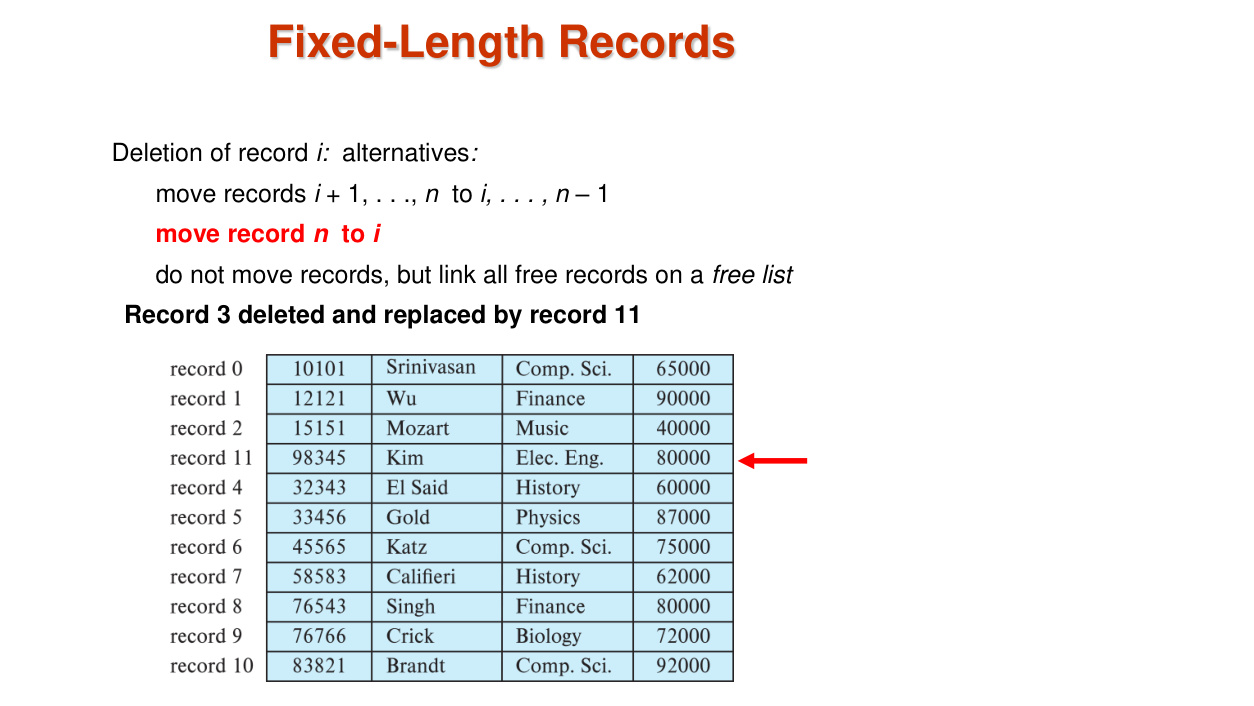 Fixed-Length Records
Deletion of record i: alternatives:
move records i + 1, . . ., n to i, . . . , n – 1
move record n to i
do not move records, but link all free records on a free list
Record 3 deleted and replaced by record 11
record 0 10101 Srinivasan Comp. Sci. 65000
record 1 12121 Wu Finance 90000
record 2 15151 Mozart Music 40000
record 11 98345 Kim Elec. Eng. 80000
record 4 32343 El Said History 60000
record 5 33456 Gold Physics 87000
record 6 45565 Katz Comp. Sci. 75000
record 7 58583 Califieri History 62000
record 8 76543 Singh Finance 80000
record 9 76766 Crick Biology 72000
record 10 83821 Brandt Comp. Sci. 92000